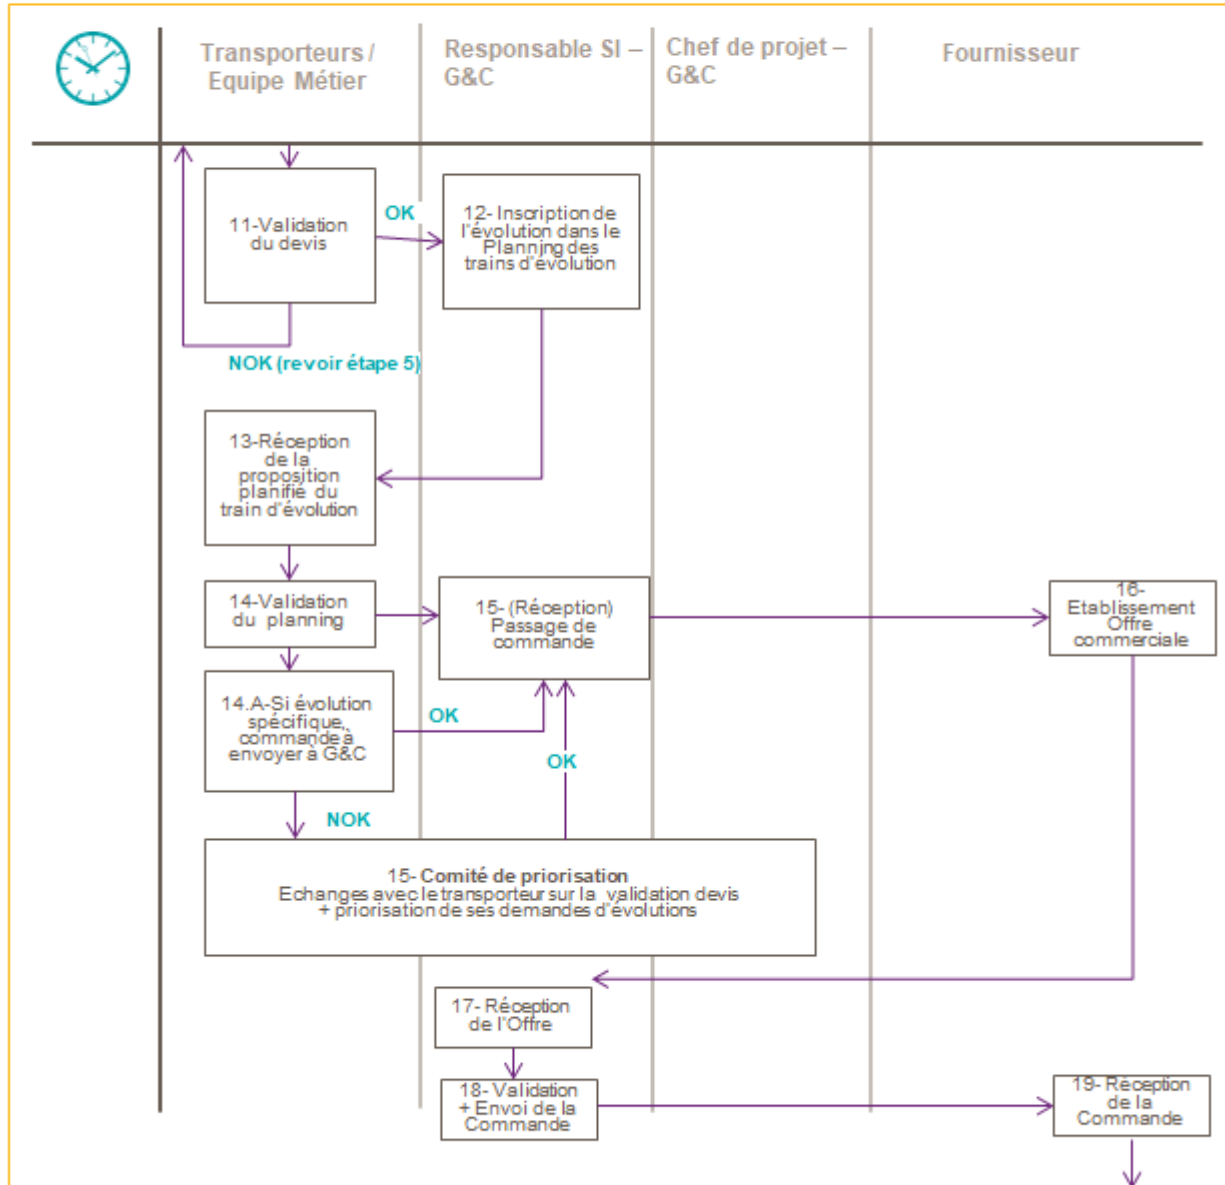 Transporteurs /
Equipe Métier
Responsable SI –
G&C
Chef de projet –
G&C
Fournisseur
11-Validation
du devis
OK
12- Inscription de
l'évolution dans le
Planning des
trains d'évolution
NOK (revoir étape 5)
13-Réception
de la
proposition
planifié du
train d'évolution
14-Validation
du planning
15- (Réception)
Passage de
commande
16-
Etablissement
Offre
commerciale
14.A-Si évolution
spécifique,
commande à
envoyer à G&C
OK
OK
NOK
15- Comité de priorisation
Echanges avec le transporteur sur la validation devis
+ priorisation de ses demandes d'évolutions
17- Réception
de l'Offre
18- Validation
+ Envoi de la
Commande
19- Réception
de la
Commande